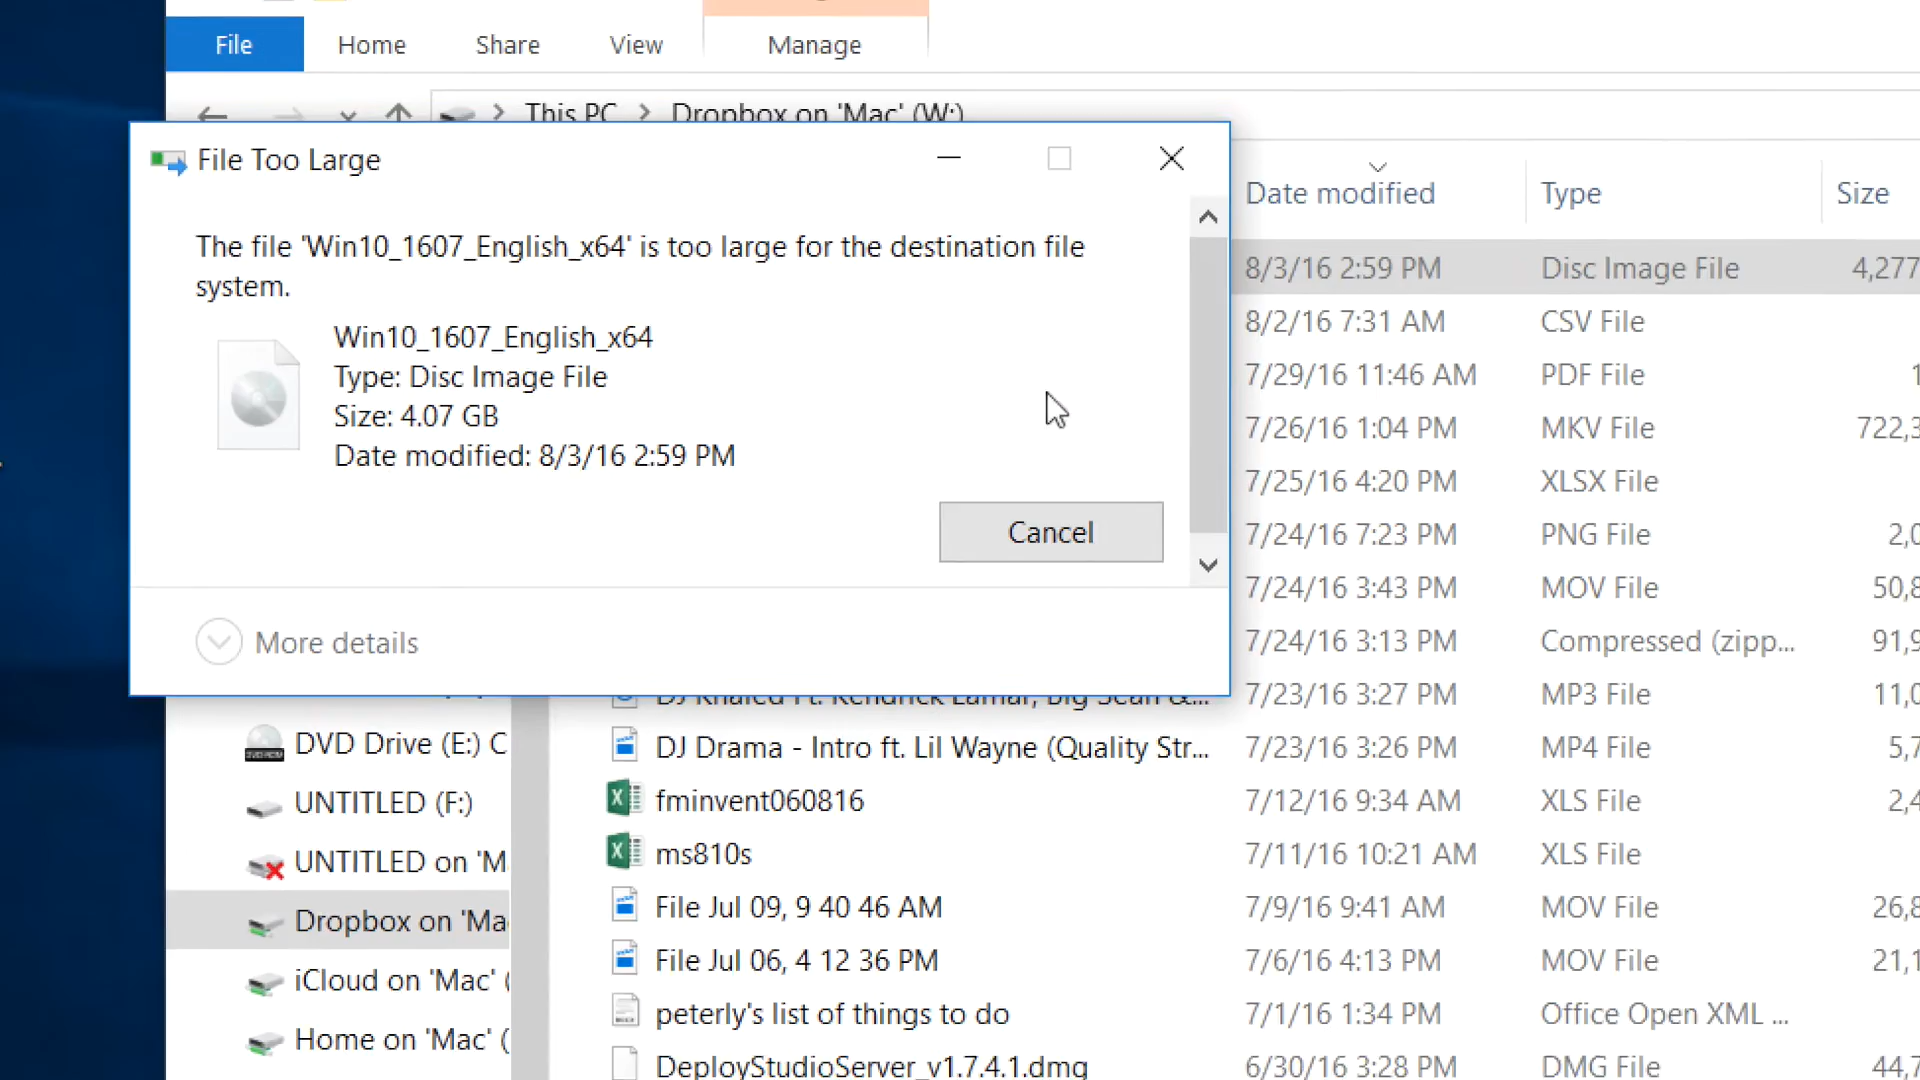 File Home Share View Manage
This PC Dropbox on 'Mac' (W:)
File Too Large
The file 'Win10_1607_English_x64' is too large for the destination file
system.
Win10_1607_English_x64
Type: Disc Image File
Size: 4.07 GB
Date modified: 8/3/16 2:59 PM
Cancel
More details
Date modified Type Size
8/3/16 2:59 PM Disc Image File 4,277
8/2/16 7:31 AM CSV File
7/29/16 11:46 AM PDF File 1
7/26/16 1:04 PM MKV File 722,3
7/25/16 4:20 PM XLSX File
7/24/16 7:23 PM PNG File 2,0
7/24/16 3:43 PM MOV File 50,8
7/24/16 3:13 PM Compressed (zipp... 91,9
DJ Khaled Ft. Kendrick Lamar, Big Sean &... 7/23/16 3:27 PM MP3 File 11,0
DJ Drama - Intro ft. Lil Wayne (Quality Str... 7/23/16 3:26 PM MP4 File 5,7
fminvent060816 7/12/16 9:34 AM XLS File 2,4
ms810s 7/11/16 10:21 AM XLS File
File Jul 09, 9 40 46 AM 7/9/16 9:41 AM MOV File 26,8
File Jul 06, 4 12 36 PM 7/6/16 4:13 PM MOV File 21,1
peterly's list of things to do 7/1/16 1:34 PM Office Open XML ...
DeployStudioServer_v1.7.4.1.dmg 6/30/16 3:28 PM DMG File 44,7
DVD Drive (E:) C
UNTITLED (F:)
UNTITLED on 'M
Dropbox on 'Ma
iCloud on 'Mac' (
Home on 'Mac' (